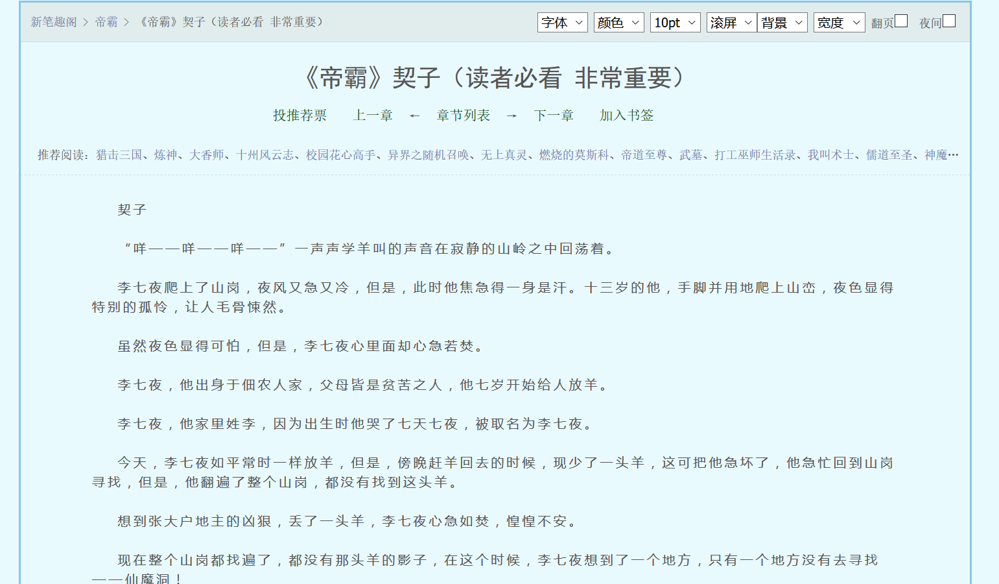 新笔趣阁 > 帝霸 > 《帝霸》契子（读者必看 非常重要）
字体 颜色 10pt 滚屏 背景 宽度 翻页 夜间
《帝霸》契子（读者必看 非常重要）
投推荐票 上一章 ← 章节列表 → 下一章 加入书签
推荐阅读：猎击三国、炼神、大香师、十州风云志、校园花心高手、异界之随机召唤、无上真灵、燃烧的莫斯科、帝道至尊、武墓、打工巫师生活录、我叫术士、儒道至圣、神魔…
契子
“咩——咩——咩——”一声声学羊叫的声音在寂静的山岭之中回荡着。
李七夜爬上了山岗，夜风又急又冷，但是，此时他焦急得一身是汗。十三岁的他，手脚并用地爬上山峦，夜色显得
特别的孤怜，让人毛骨悚然。
虽然夜色显得可怕，但是，李七夜心里面却心急若焚。
李七夜，他出身于佃农人家，父母皆是贫苦之人，他七岁开始给人放羊。
李七夜，他家里姓李，因为出生时他哭了七天七夜，被取名为李七夜。
今天，李七夜如平常时一样放羊，但是，傍晚赶羊回去的时候，现少了一头羊，这可把他急坏了，他急忙回到山岗
寻找，但是，他翻遍了整个山岗，都没有找到这头羊。
想到张大户地主的凶狠，丢了一头羊，李七夜心急如焚，惶惶不安。
现在整个山岗都找遍了，都没有那头羊的影子，在这个时候，李七夜想到了一个地方，只有一个地方没有去寻找
——仙魔洞！